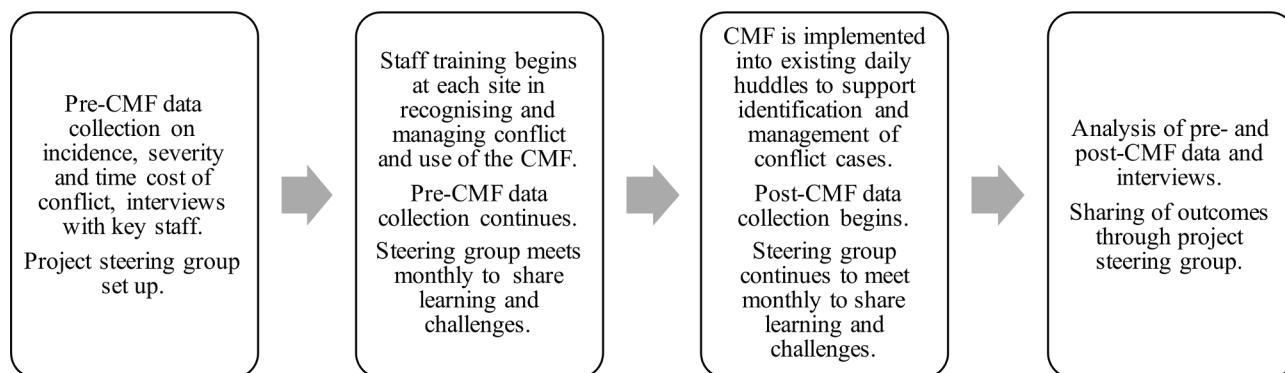 Pre-CMF data
collection on
incidence, severity
and time cost of
conflict, interviews
with key staff.
Project steering group
set up.
Staff training begins
at each site in
recognising and
managing conflict
and use of the CMF.
Pre-CMF data
collection continues.
Steering group meets
monthly to share
learning and
challenges.
CMF is implemented
into existing daily
huddles to support
identification and
management of
conflict cases.
Post-CMF data
collection begins.
Steering group
continues to meet
monthly to share
learning and
challenges.
Analysis of pre- and
post-CMF data and
interviews.
Sharing of outcomes
through project
steering group.